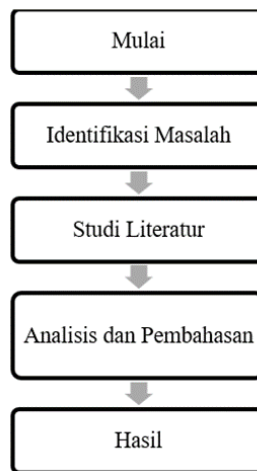 Mulai
Identifikasi Masalah
Studi Literatur
Analisis dan Pembahasan
Hasil